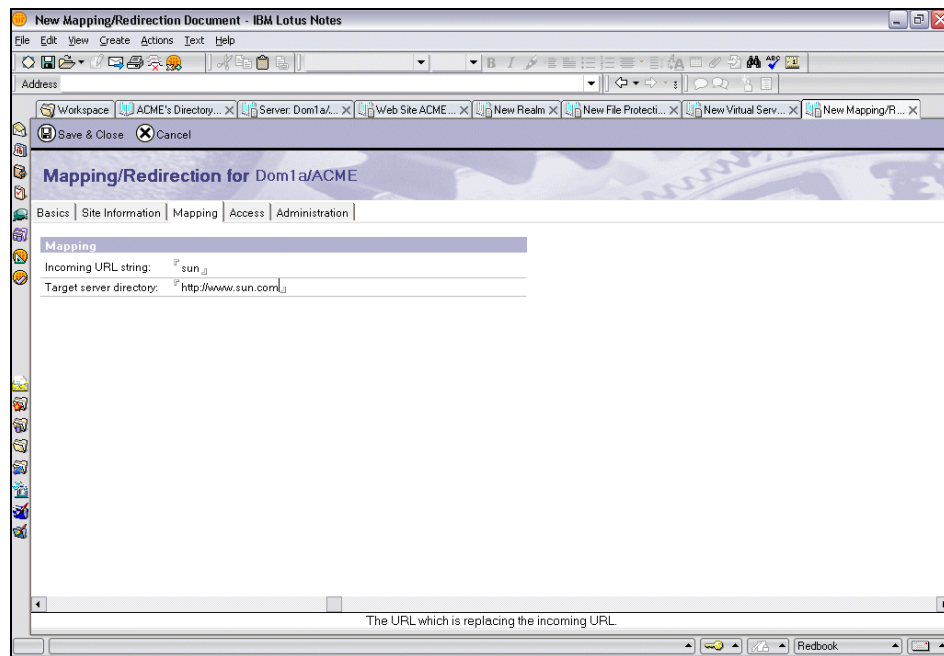 New Mapping/Redirection Document - IBM Lotus Notes
File Edit View Create Actions Text Help
Address
Workspace ACME's Directory... Server: Dom1a/... Web Site ACME... New Realm New File Protecti... New Virtual Serv... New Mapping/R...
Save & Close Cancel
Mapping/Redirection for Dom1a/ACME
Basics Site Information Mapping Access Administration
Mapping
Incoming URL string: sun
Target server directory: http://www.sun.com
The URL which is replacing the incoming URL.
Redbook